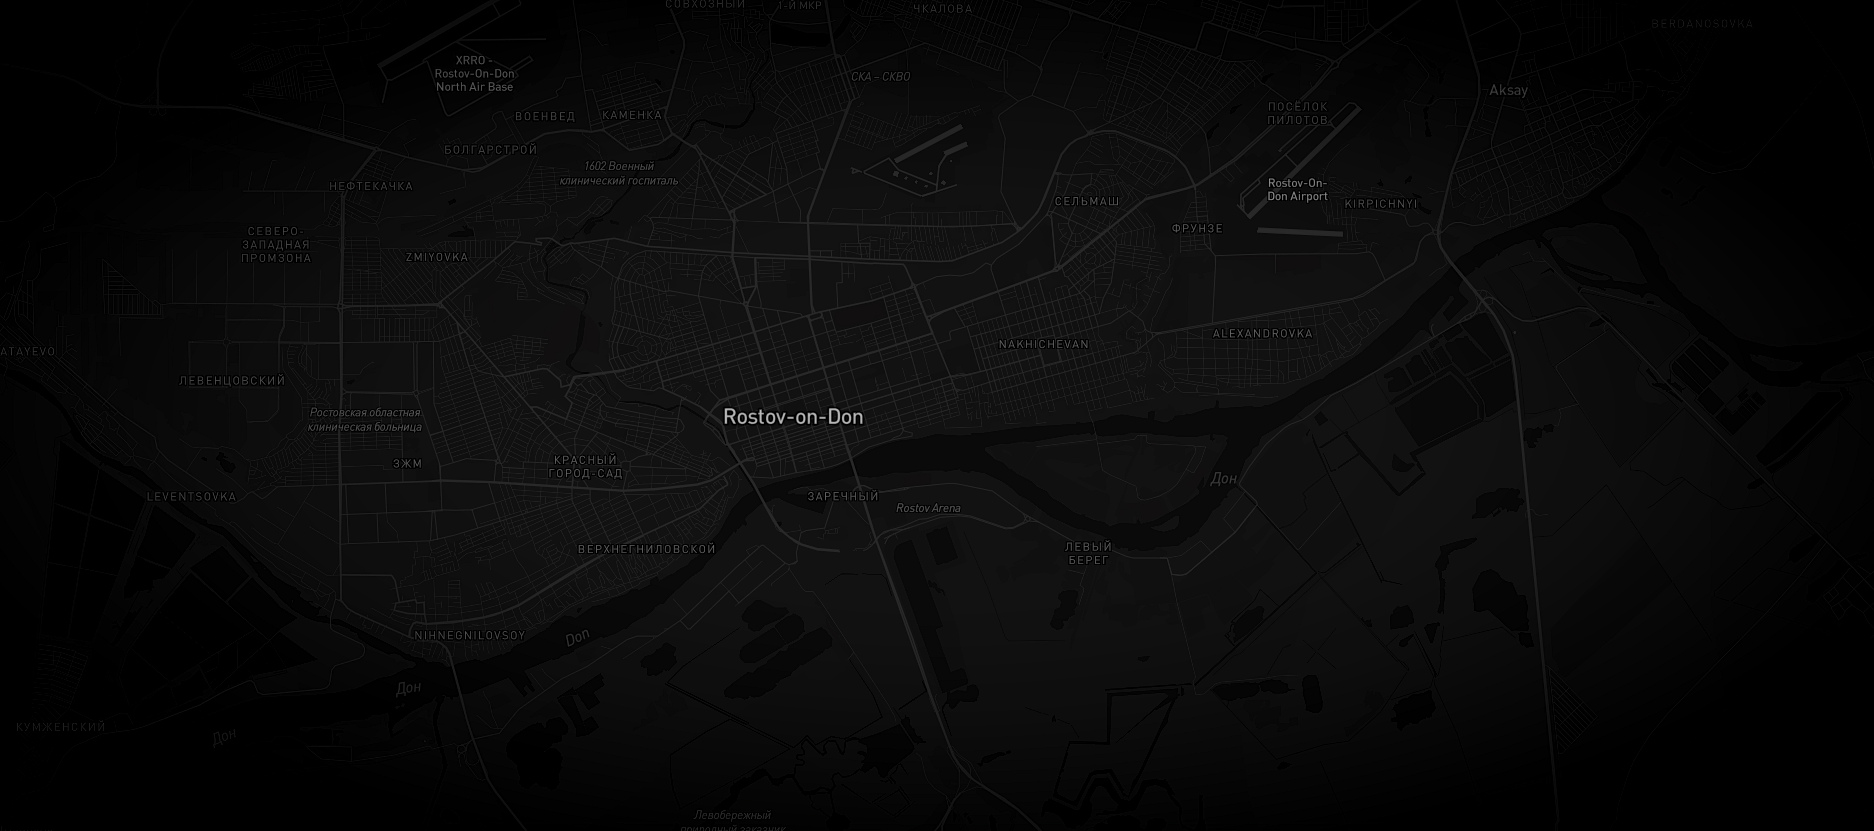 СОВХОЗНЫЙ
1-Й МКР
ЧКАЛОВА
BERDANOSOVKA
XRRO -
Rostov-On-Don
North Air Base
СКА – СКВО
Aksay
ПОСЁЛОК
ПИЛОТОВ
ВОЕНВЕД
КАМЕНКА
БОЛГАРСТРОЙ
1602 Военный
клинический госпиталь
НЕФТЕКАЧКА
Rostov-On-
Don Airport
KIRPICHNYI
СЕЛЬМАШ
ФРУНЗЕ
СЕВЕРО-
ЗАПАДНАЯ
ПРОМЗОНА
ZMIYOVKA
ALEXANDROVKA
NAKHICHEVAN
ATAYEVO
ЛЕВЕНЦОВСКИЙ
Ростовская областная
клиническая больница
Rostov-on-Don
ЗЖМ
КРАСНЫЙ
ГОРОД-САД
Дон
LEVENTSOVKA
ЗАРЕЧНЫЙ
Rostov Arena
ВЕРХНЕГНИЛОВСКОЙ
ЛЕВЫЙ
БЕРЕГ
NIHNEGNILOVSOY
Don
Дон
КУМЖЕНСКИЙ
Дон
Левобережный
природный заказник